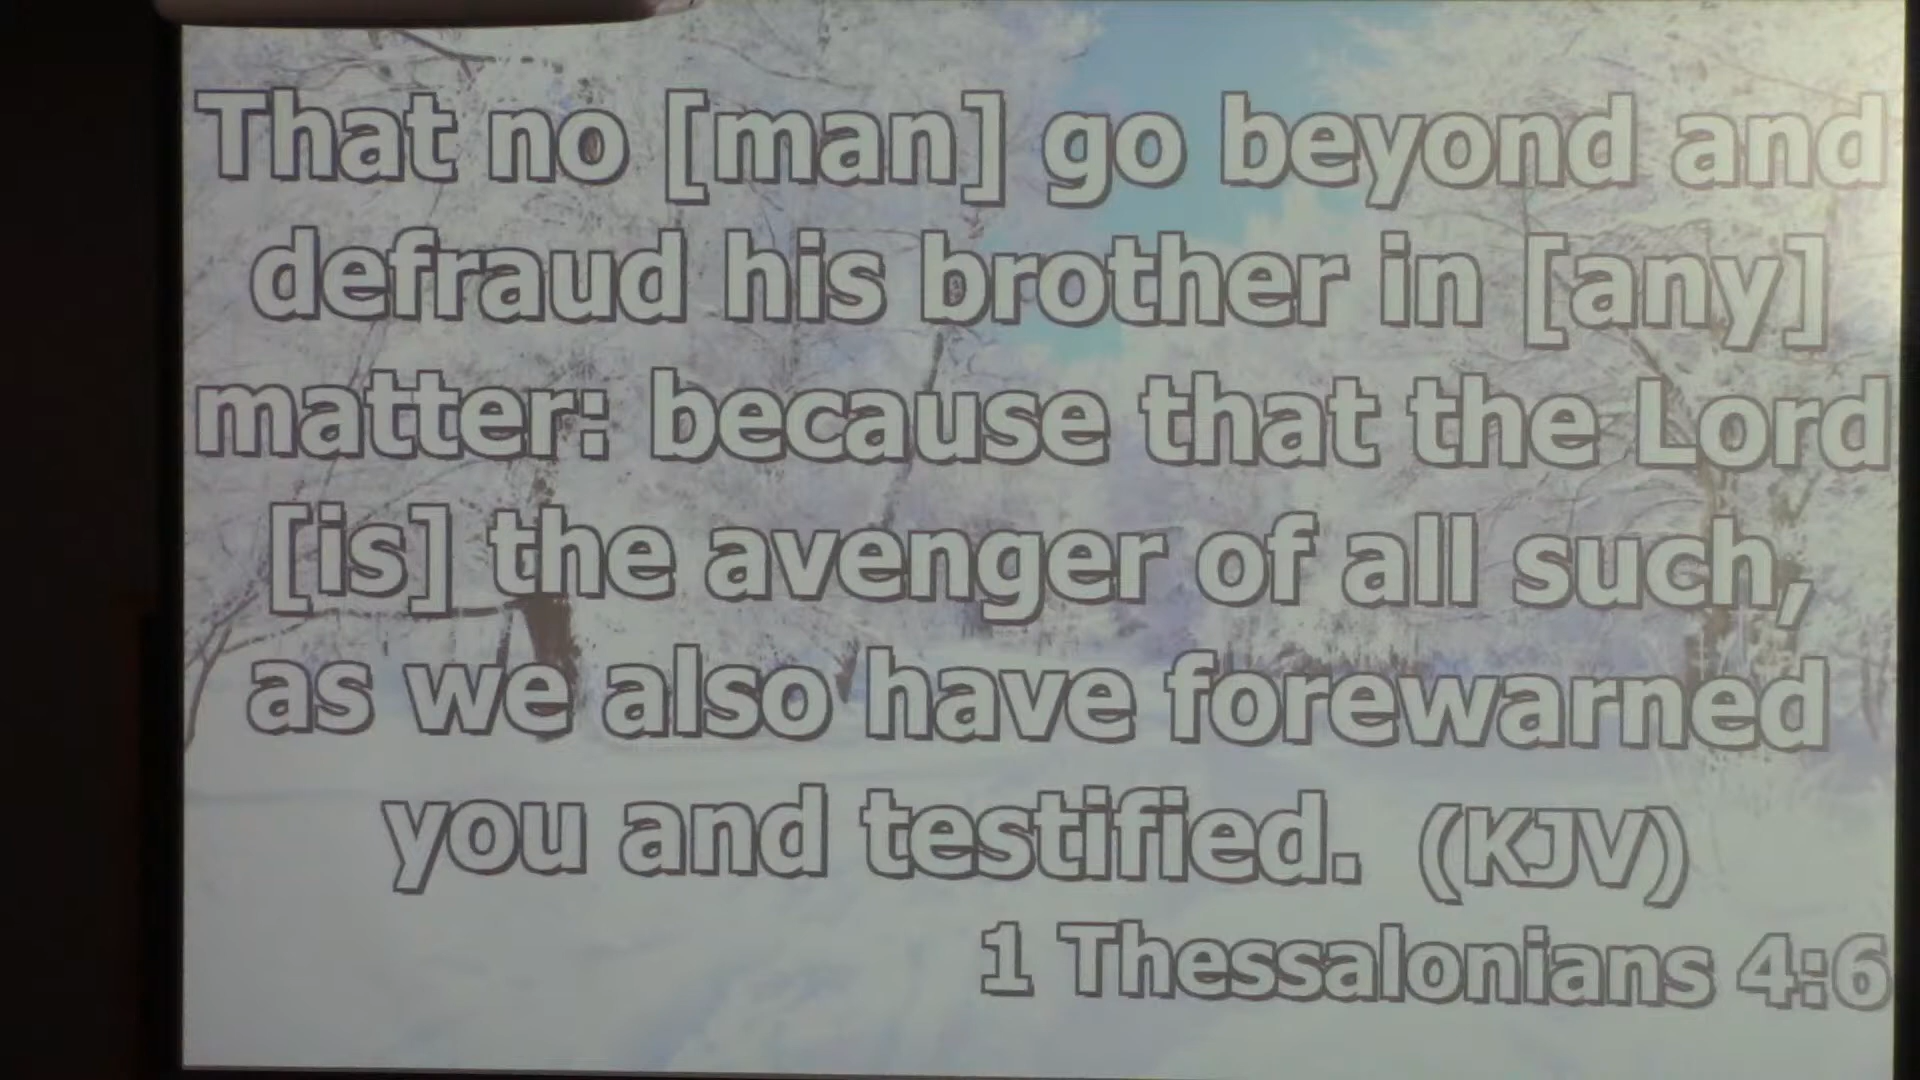 That no [man] go beyond and
defraud his brother in [any]
matter: because that the Lord
[is] the avenger of all such,
as we also have forewarned
you and testified. (KJV)
1 Thessalonians 4:6